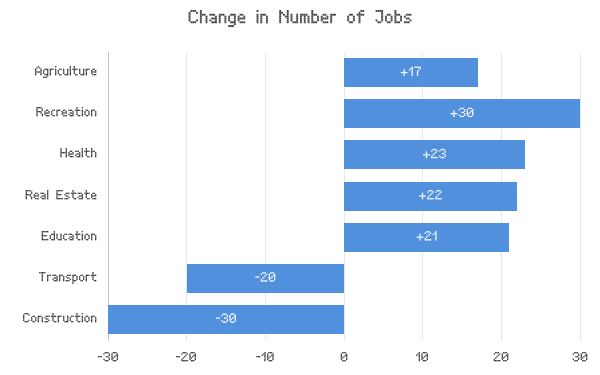 Change in Number of Jobs
Agriculture +17
Recreation +30
Health +23
Real Estate +22
Education +21
Transport -20
Construction -30
-30 -20 -10 0 10 20 30